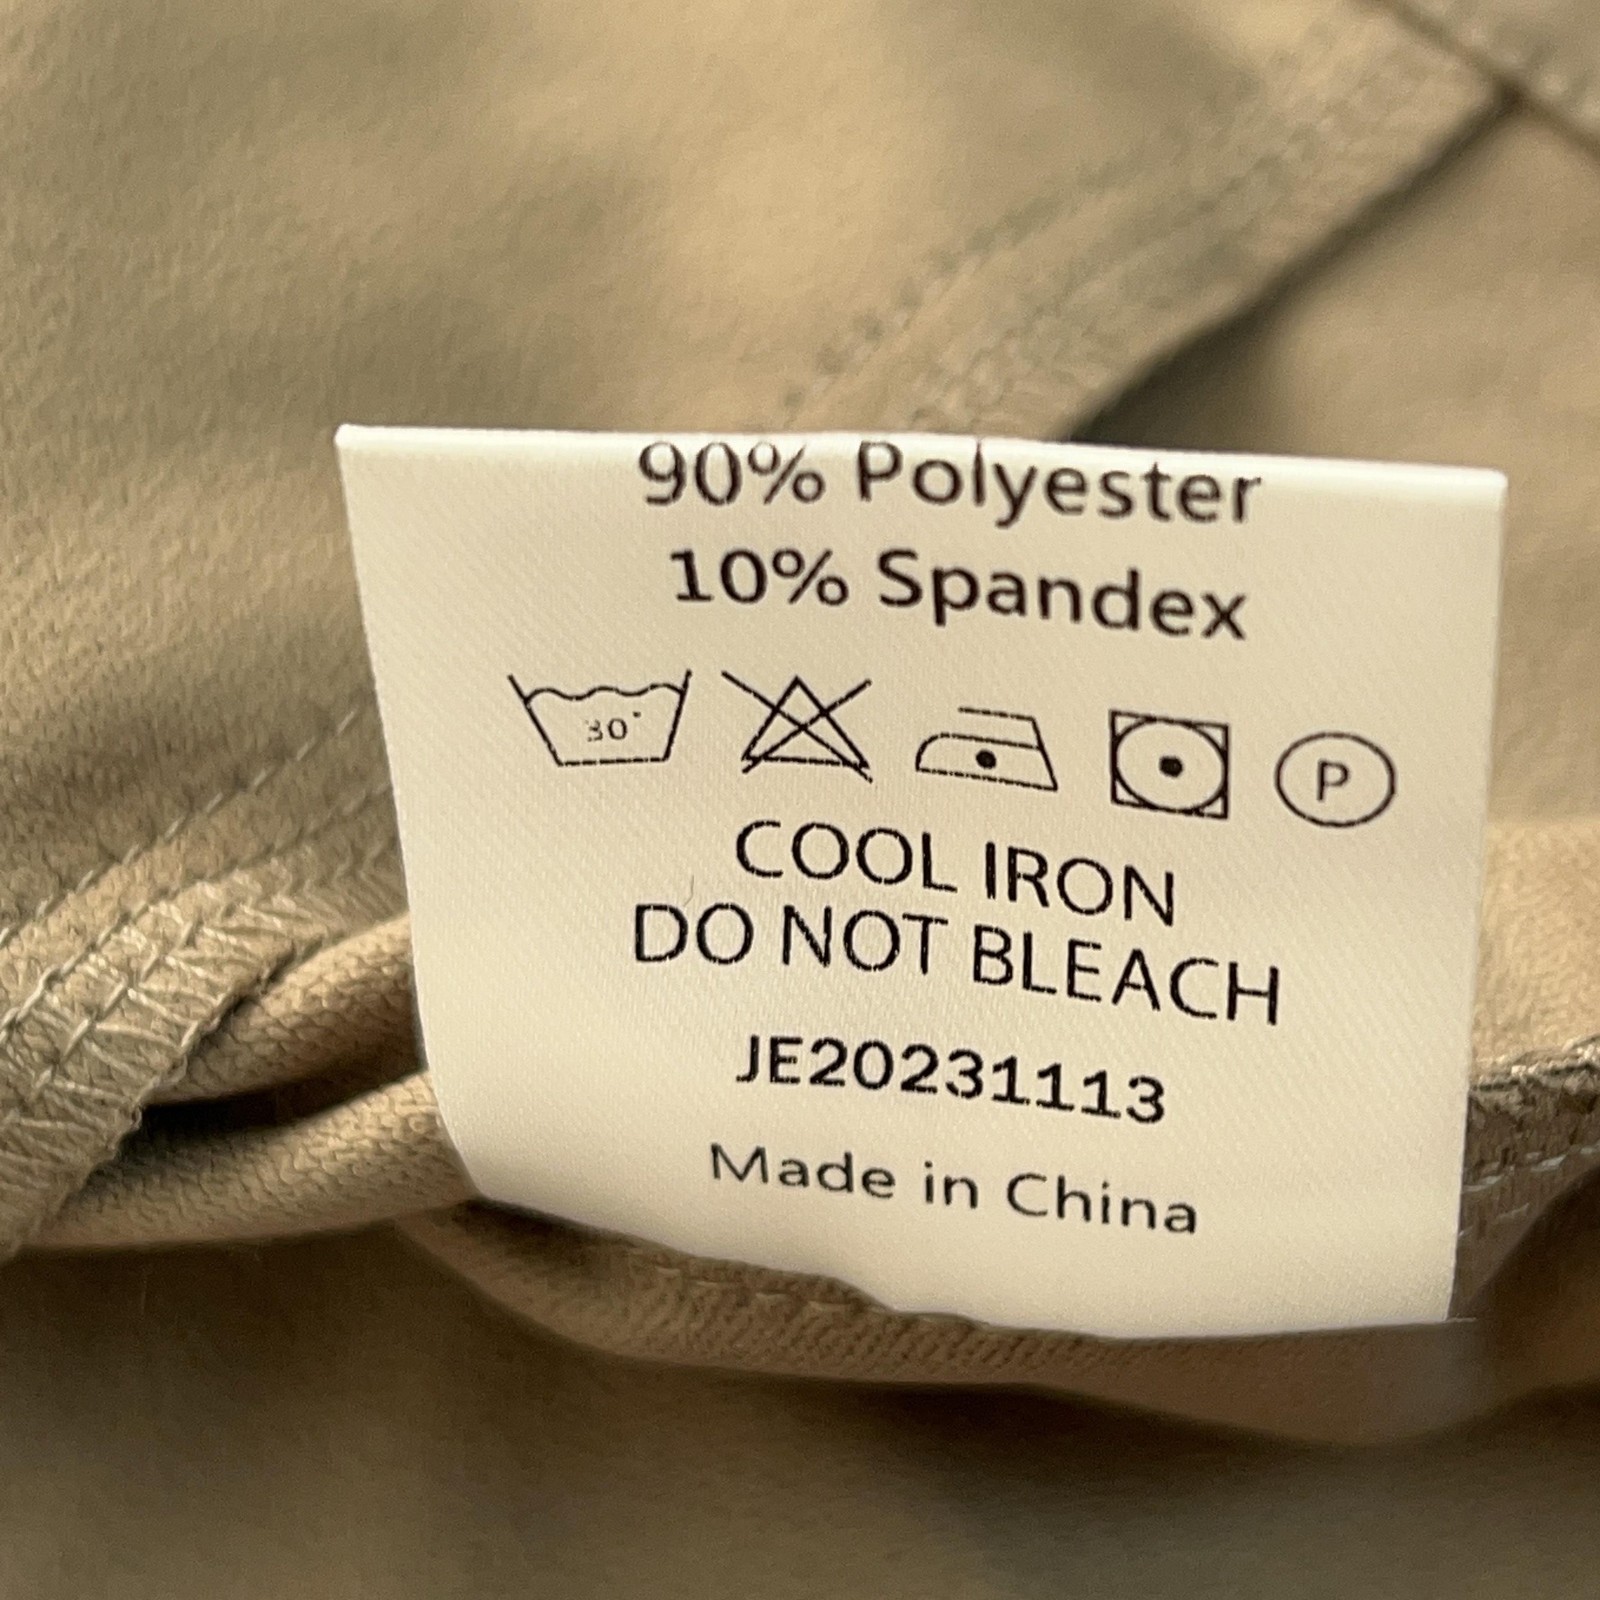 90% Polyester
10% Spandex
30° P
COOL IRON
DO NOT BLEACH
JE20231113
Made in China